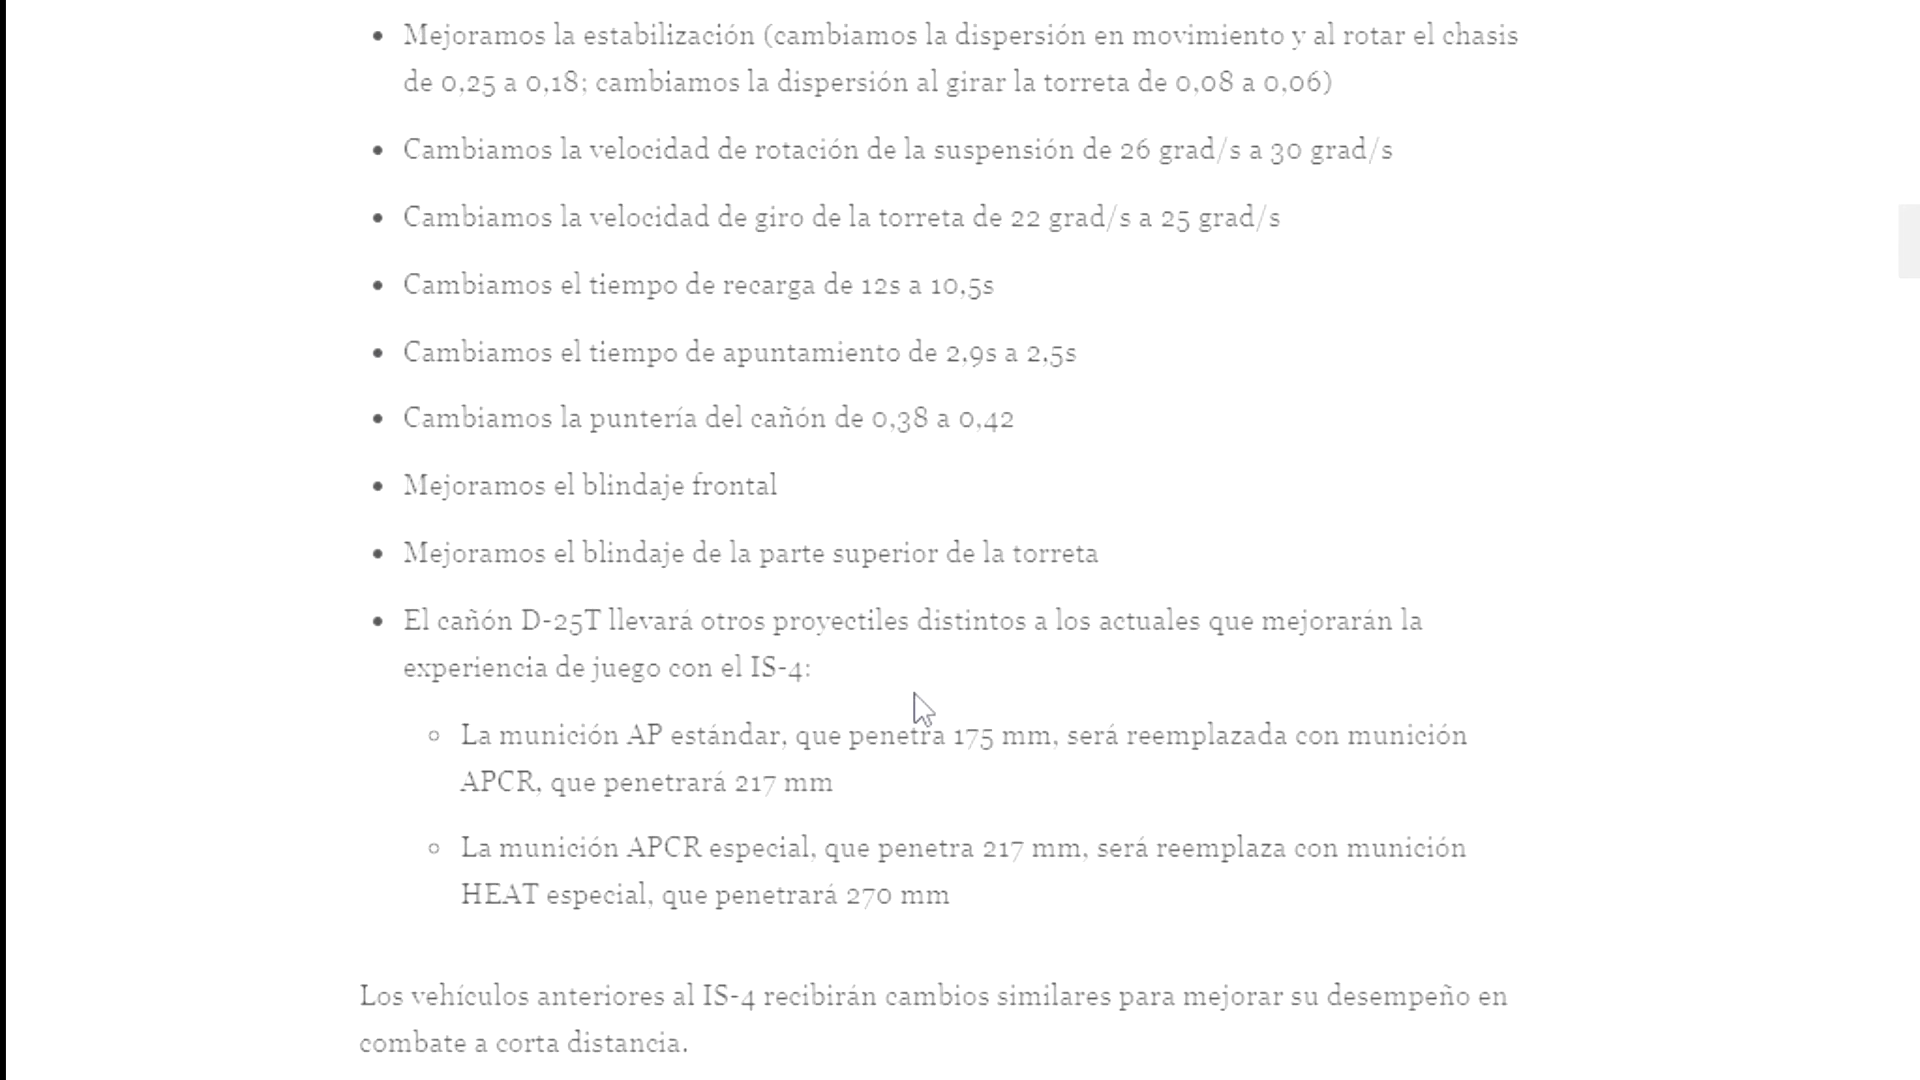 Mejoramos la estabilización (cambiamos la dispersión en movimiento y al rotar el chasis
de 0,25 a 0,18; cambiamos la dispersión al girar la torreta de 0,08 a 0,06)
Cambiamos la velocidad de rotación de la suspensión de 26 grad/s a 30 grad/s
Cambiamos la velocidad de giro de la torreta de 22 grad/s a 25 grad/s
Cambiamos el tiempo de recarga de 12s a 10,5s
Cambiamos el tiempo de apuntamiento de 2,9s a 2,5s
Cambiamos la puntería del cañón de 0,38 a 0,42
Mejoramos el blindaje frontal
Mejoramos el blindaje de la parte superior de la torreta
El cañón D-25T llevará otros proyectiles distintos a los actuales que mejorarán la
experiencia de juego con el IS-4:
La munición AP estándar, que penetra 175 mm, será reemplazada con munición
APCR, que penetrará 217 mm
La munición APCR especial, que penetra 217 mm, será reemplaza con munición
HEAT especial, que penetrará 270 mm
Los vehículos anteriores al IS-4 recibirán cambios similares para mejorar su desempeño en
combate a corta distancia.